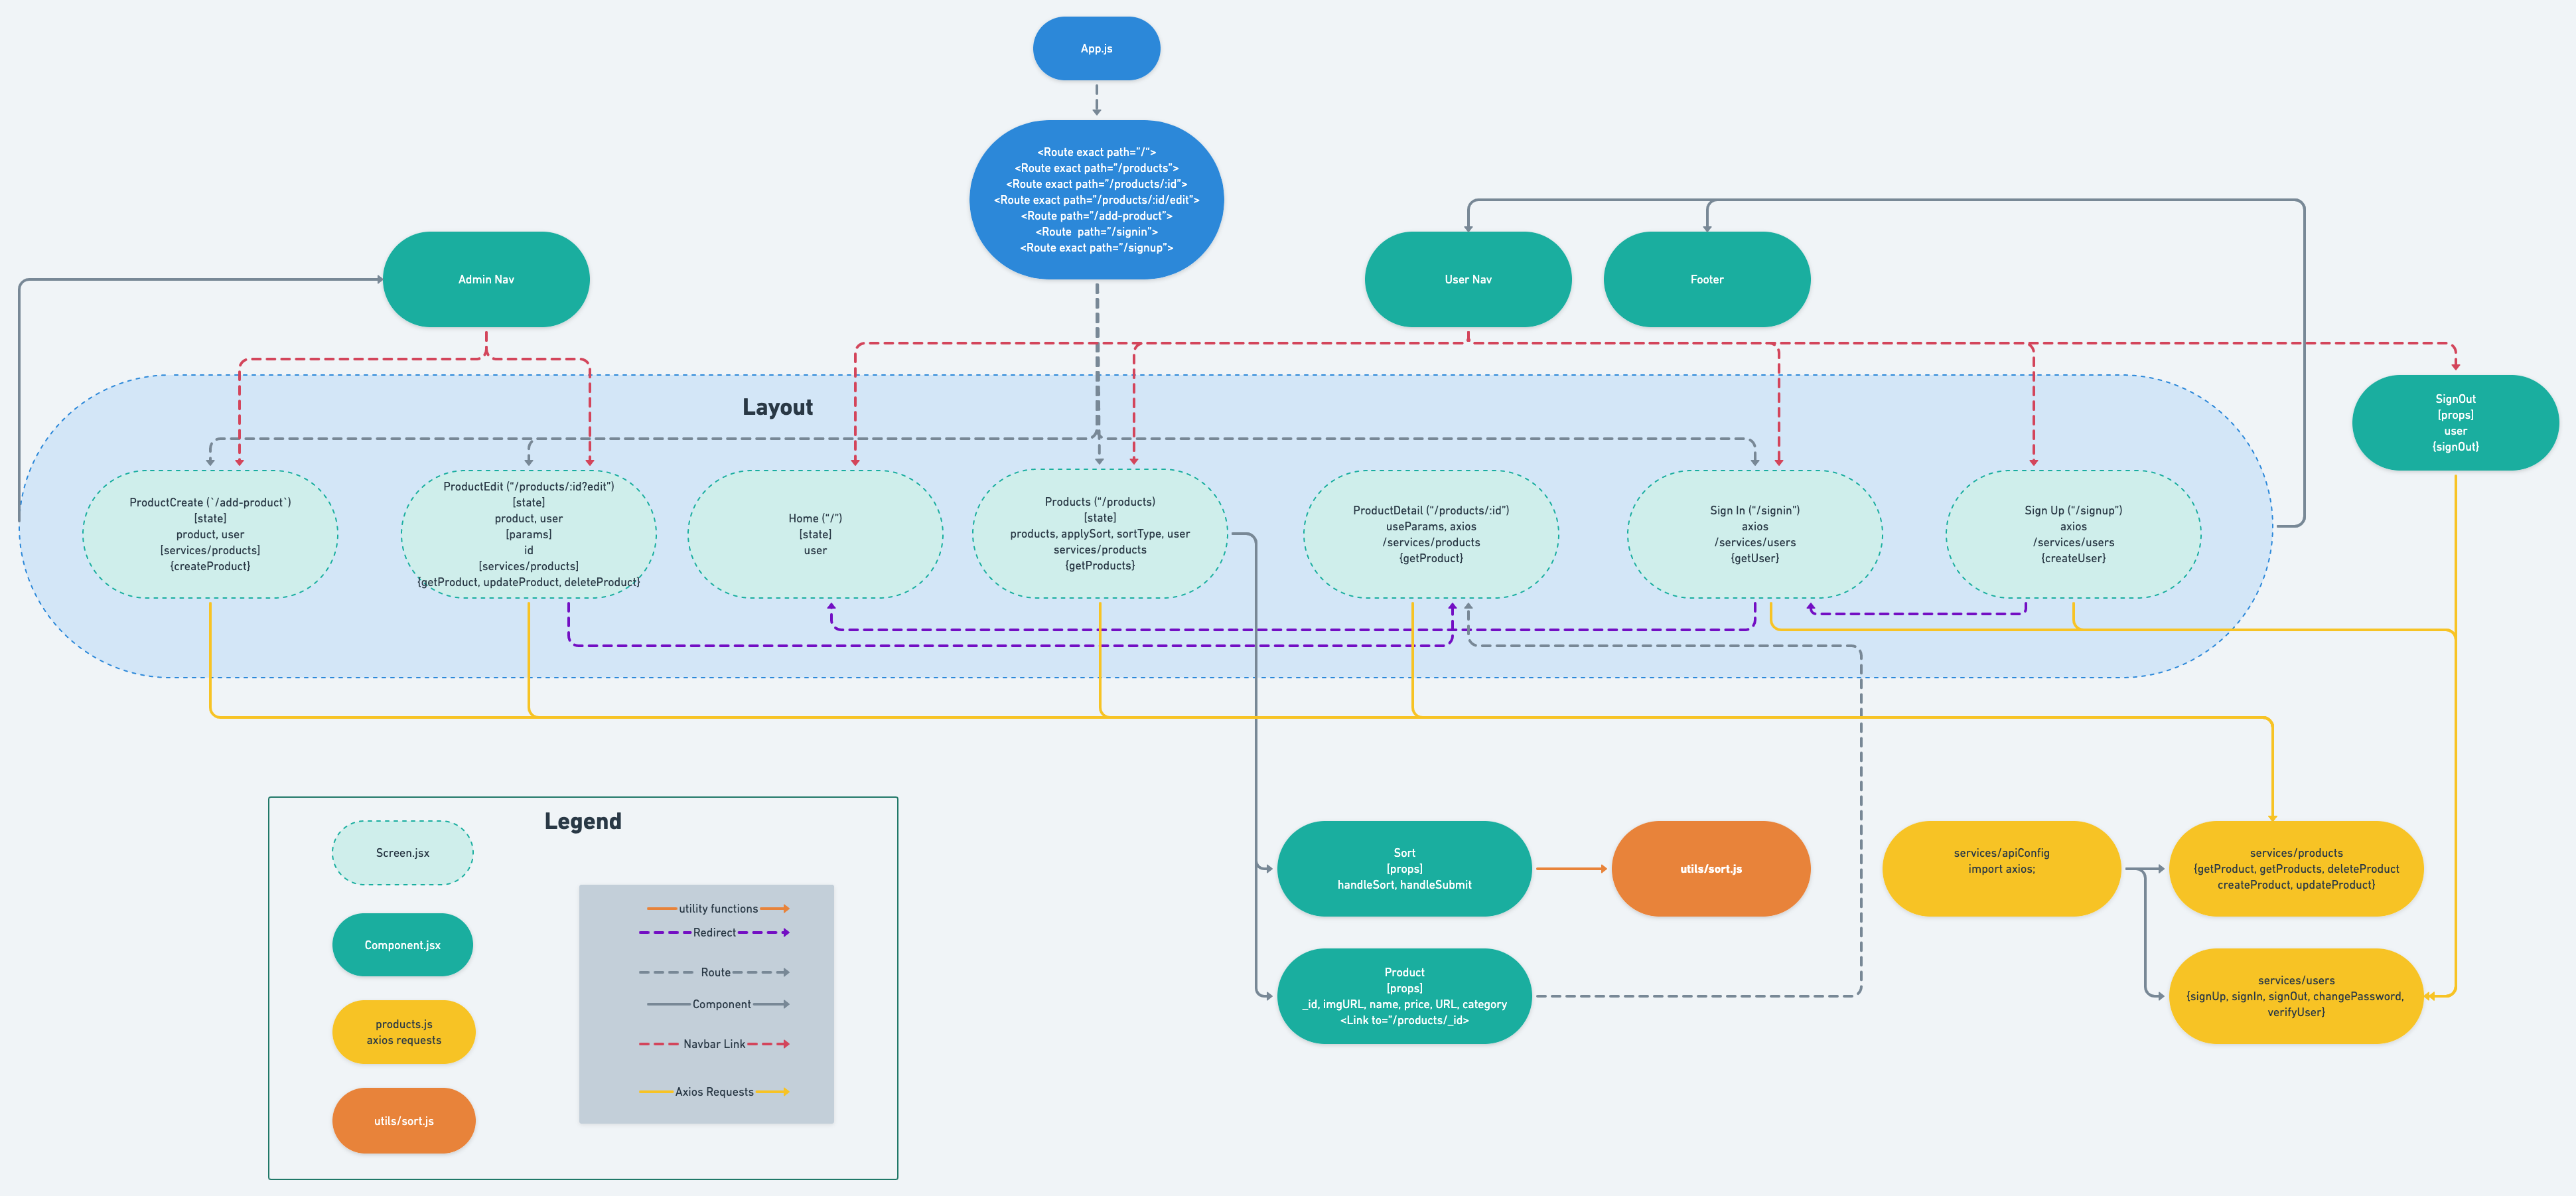 App.js
<Route exact path="/">
<Route exact path="/products">
<Route exact path="/products/:id">
<Route exact path="/products/:id/edit">
<Route path="/add-product">
<Route  path="/signin">
<Route exact path="/signup">
Admin Nav
User Nav
Footer
Layout
SignOut
[props]
user
{signOut}
ProductCreate (`/add-product`)
[state]
product, user
[services/products]
{createProduct}
ProductEdit ("/products/:id?edit")
[state]
product, user
[params]
id
[services/products]
{getProduct, updateProduct, deleteProduct}
Home ("/")
[state]
user
Products ("/products)
[state]
products, applySort, sortType, user
services/products
{getProducts}
ProductDetail ("/products/:id")
useParams, axios
/services/products
{getProduct}
Sign In ("/signin")
axios
/services/users
{getUser}
Sign Up ("/signup")
axios
/services/users
{createUser}
Legend
Screen.jsx
Component.jsx
products.js
axios requests
utils/sort.js
utility functions
Redirect
Route
Component
Navbar Link
Axios Requests
Sort
[props]
handleSort, handleSubmit
utils/sort.js
services/apiConfig
import axios;
services/products
{getProduct, getProducts, deleteProduct
createProduct, updateProduct}
Product
[props]
_id, imgURL, name, price, URL, category
<Link to="/products/_id>
services/users
{signUp, signIn, signOut, changePassword,
verifyUser}